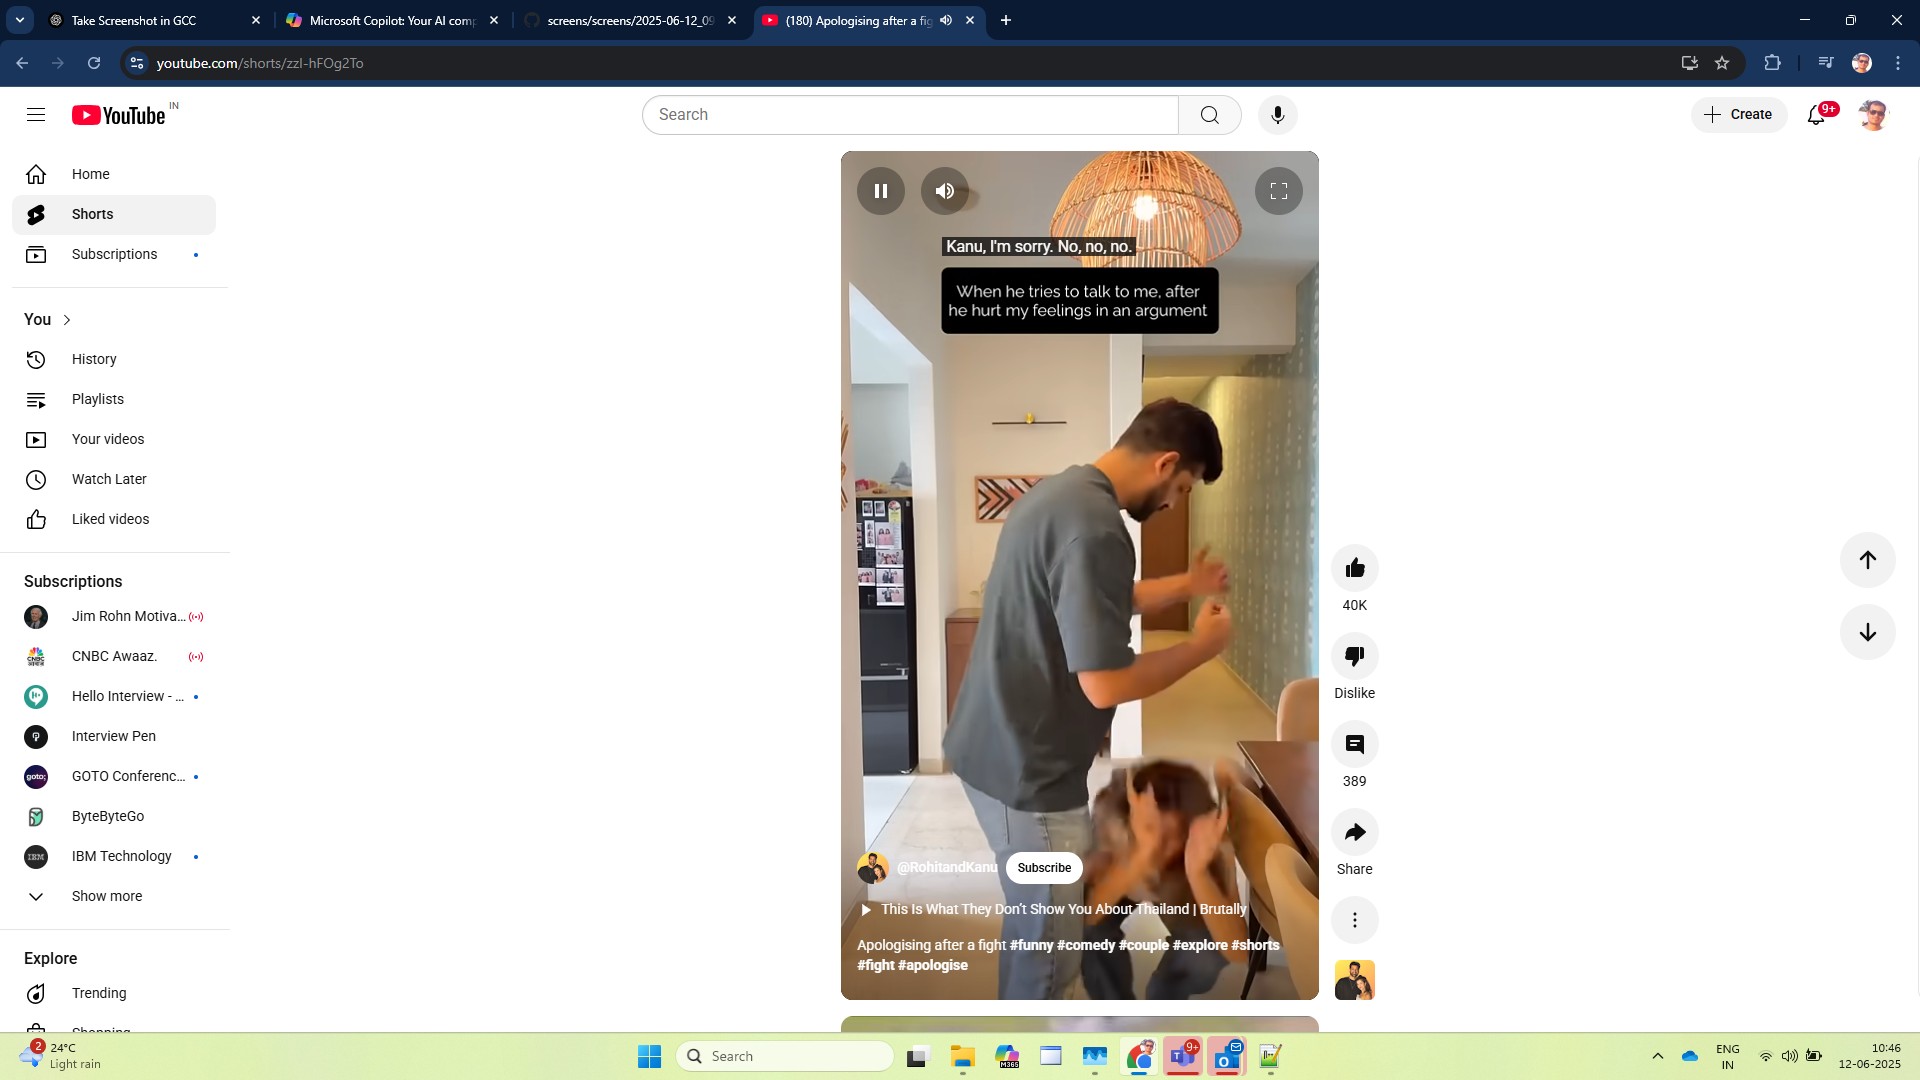 Take Screenshot in GCC
Microsoft Copilot: Your AI comp
screens/screens/2025-06-12_09
(180) Apologising after a fig
youtube.com/shorts/zzI-hFOg2To
YouTube IN
Search
Create
9+
Home
Shorts
Subscriptions
You
History
Playlists
Your videos
Watch Later
Liked videos
Subscriptions
Jim Rohn Motiva...
CNBC Awaaz.
Hello Interview - ...
Interview Pen
GOTO Conferenc...
ByteByteGo
IBM Technology
Show more
Explore
Trending
Shopping
Kanu, I'm sorry. No, no, no.
When he tries to talk to me, after
he hurt my feelings in an argument
@RohitandKanu Subscribe
This Is What They Don't Show You About Thailand | Brutally
Apologising after a fight #funny #comedy #couple #explore #shorts
#fight #apologise
40K
Dislike
389
Share
2
24°C
Light rain
Search
M365
9+
ENG
IN
10:46
12-06-2025